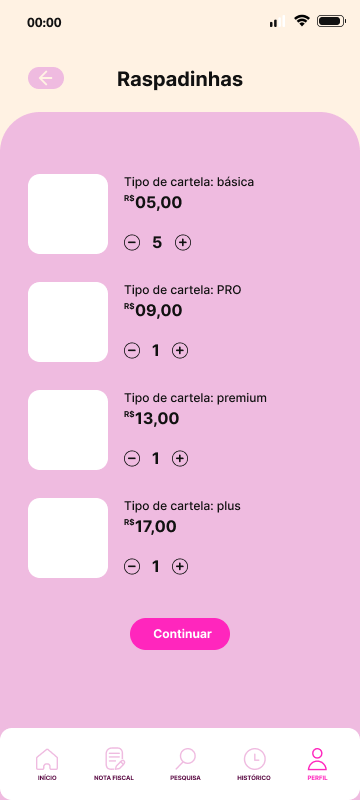 00:00
Raspadinhas
Tipo de cartela: básica
R$05,00
5
Tipo de cartela: PRO
R$09,00
1
Tipo de cartela: premium
R$13,00
1
Tipo de cartela: plus
R$17,00
1
Continuar
INÍCIO NOTA FISCAL PESQUISA HISTÓRICO PERFIL